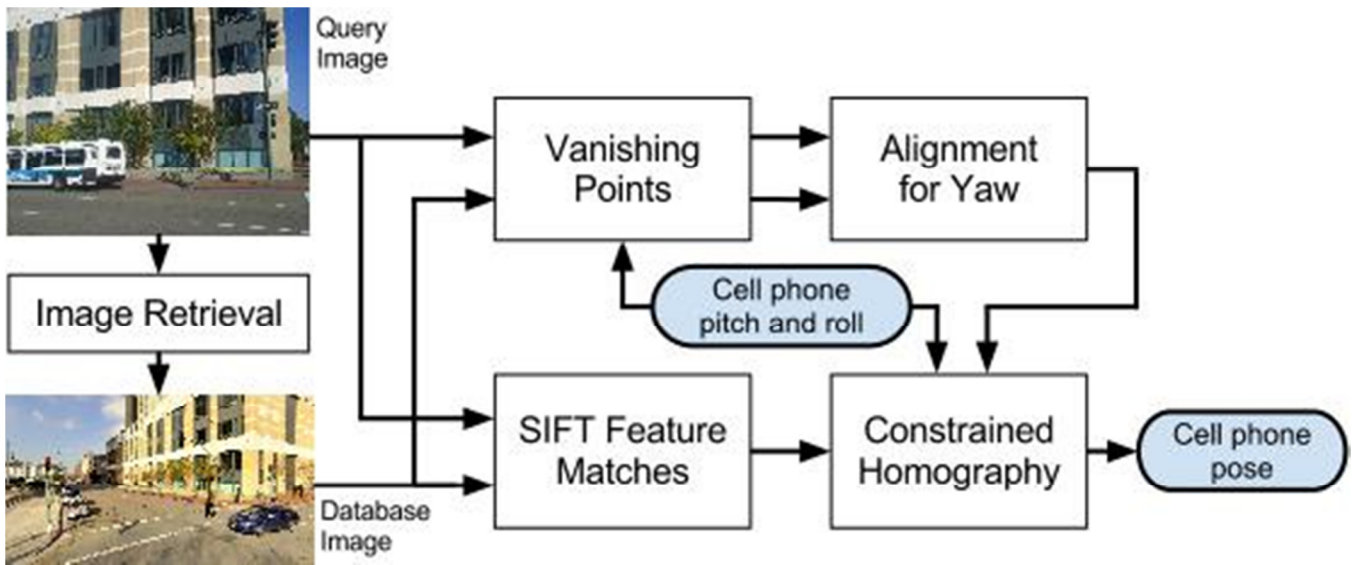 Query
Image
Vanishing
Points
Alignment
for Yaw
Image Retrieval
Cell phone
pitch and roll
SIFT Feature
Matches
Constrained
Homography
Cell phone
pose
Database
Image